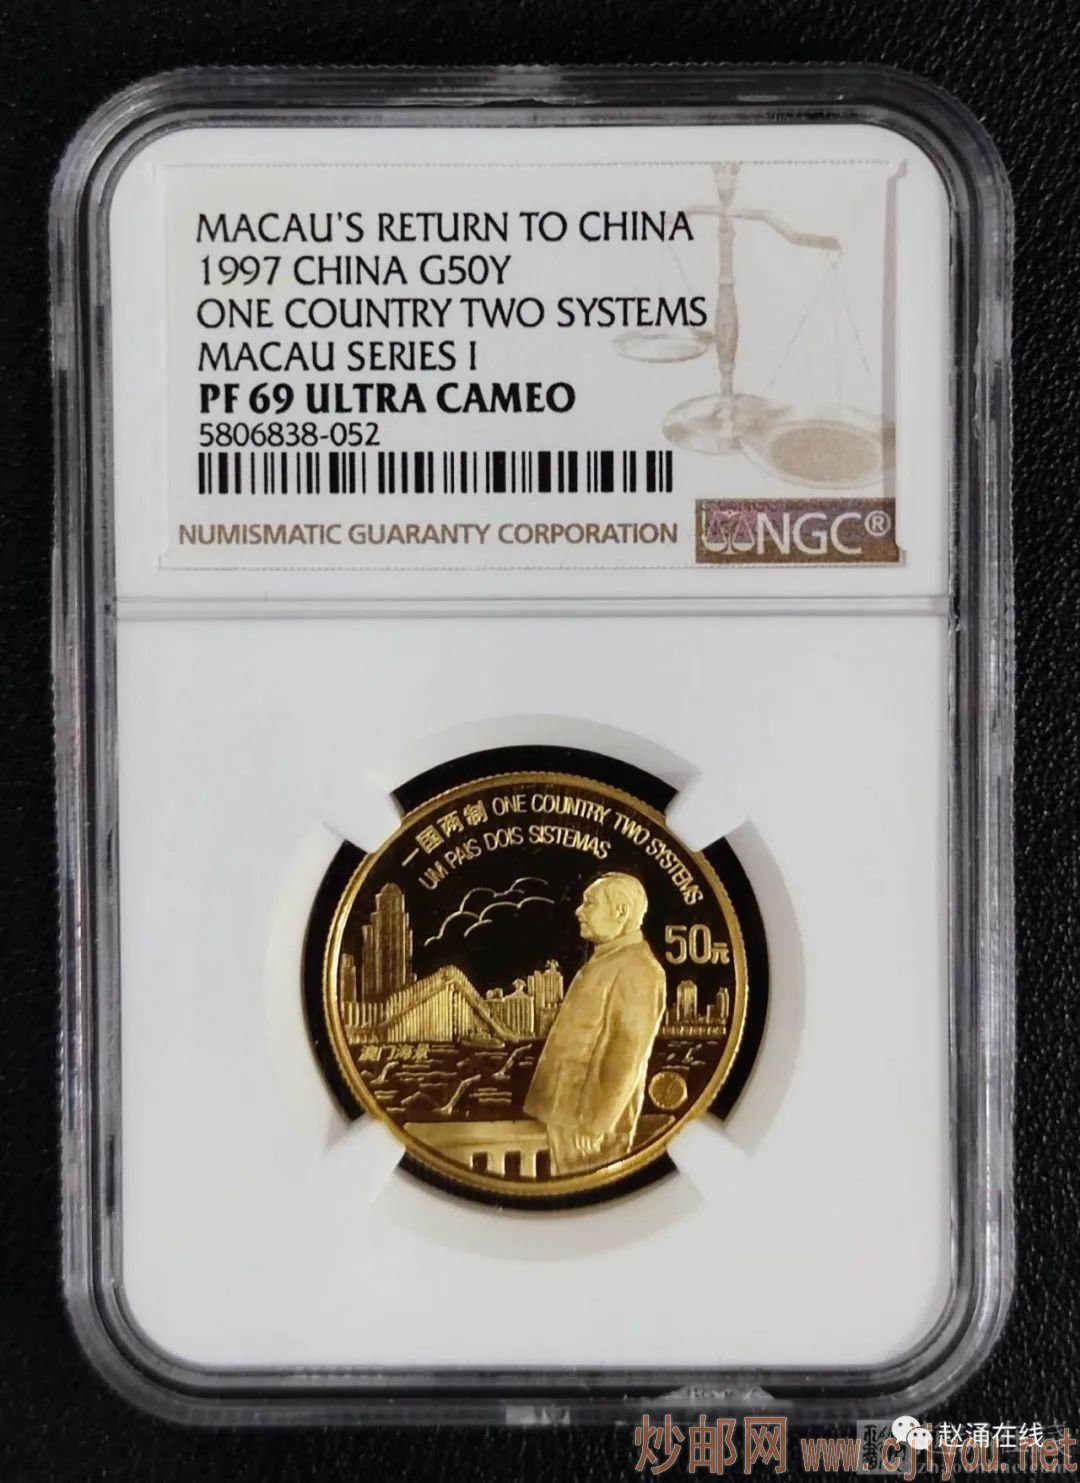 MACAU'S RETURN TO CHINA
1997 CHINA G50Y
ONE COUNTRY TWO SYSTEMS
MACAU SERIES I
PF 69 ULTRA CAMEO
5806838-052
NUMISMATIC GUARANTY CORPORATION
NGC®
一国两制 ONE COUNTRY TWO SYSTEMS
UM PAIS DOIS SISTEMAS
50元
澳门海景
赵涌在线
炒邮网 www.cjiyou.net